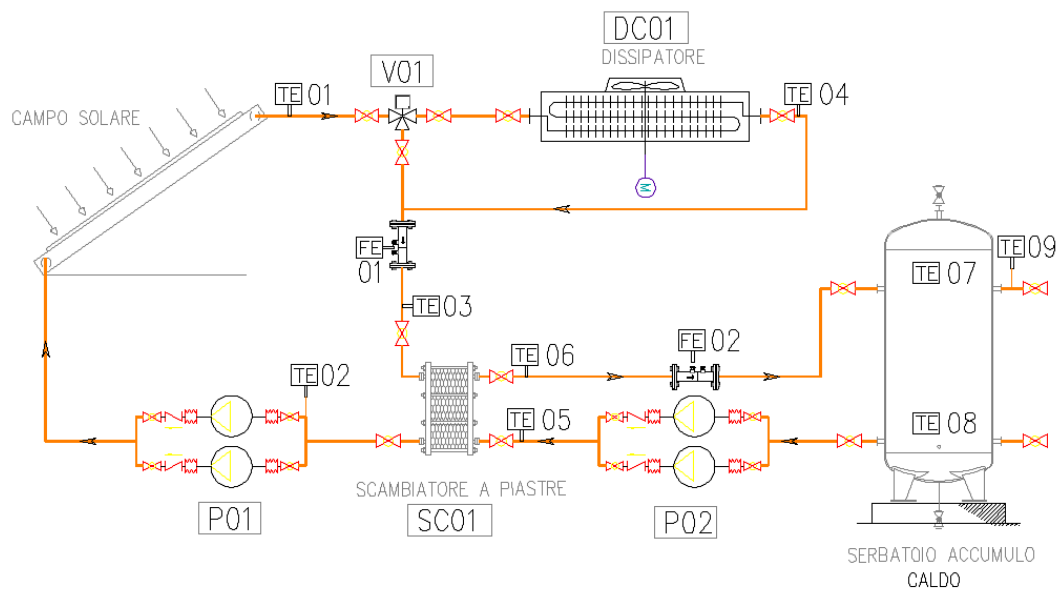 DC01
DISSIPATORE
V01
TE 01
TE 04
CAMPO SOLARE
M
FE
01
TE 07
TE 09
TE 03
TE 06
FE 02
TE 02
TE 05
TE 08
SCAMBIATORE A PIASTRE
P01
SC01
P02
SERBATOIO ACCUMULO
CALDO